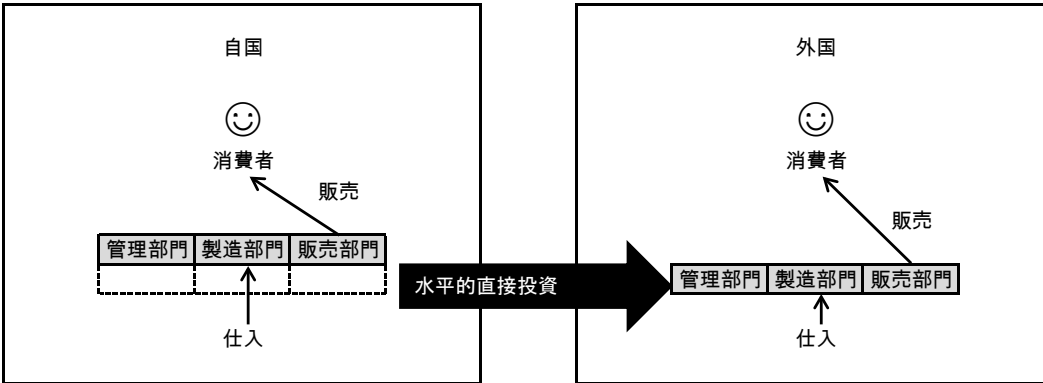 自国
消費者
販売
管理部門 製造部門 販売部門
仕入
水平的直接投資
外国
消費者
販売
管理部門 製造部門 販売部門
仕入